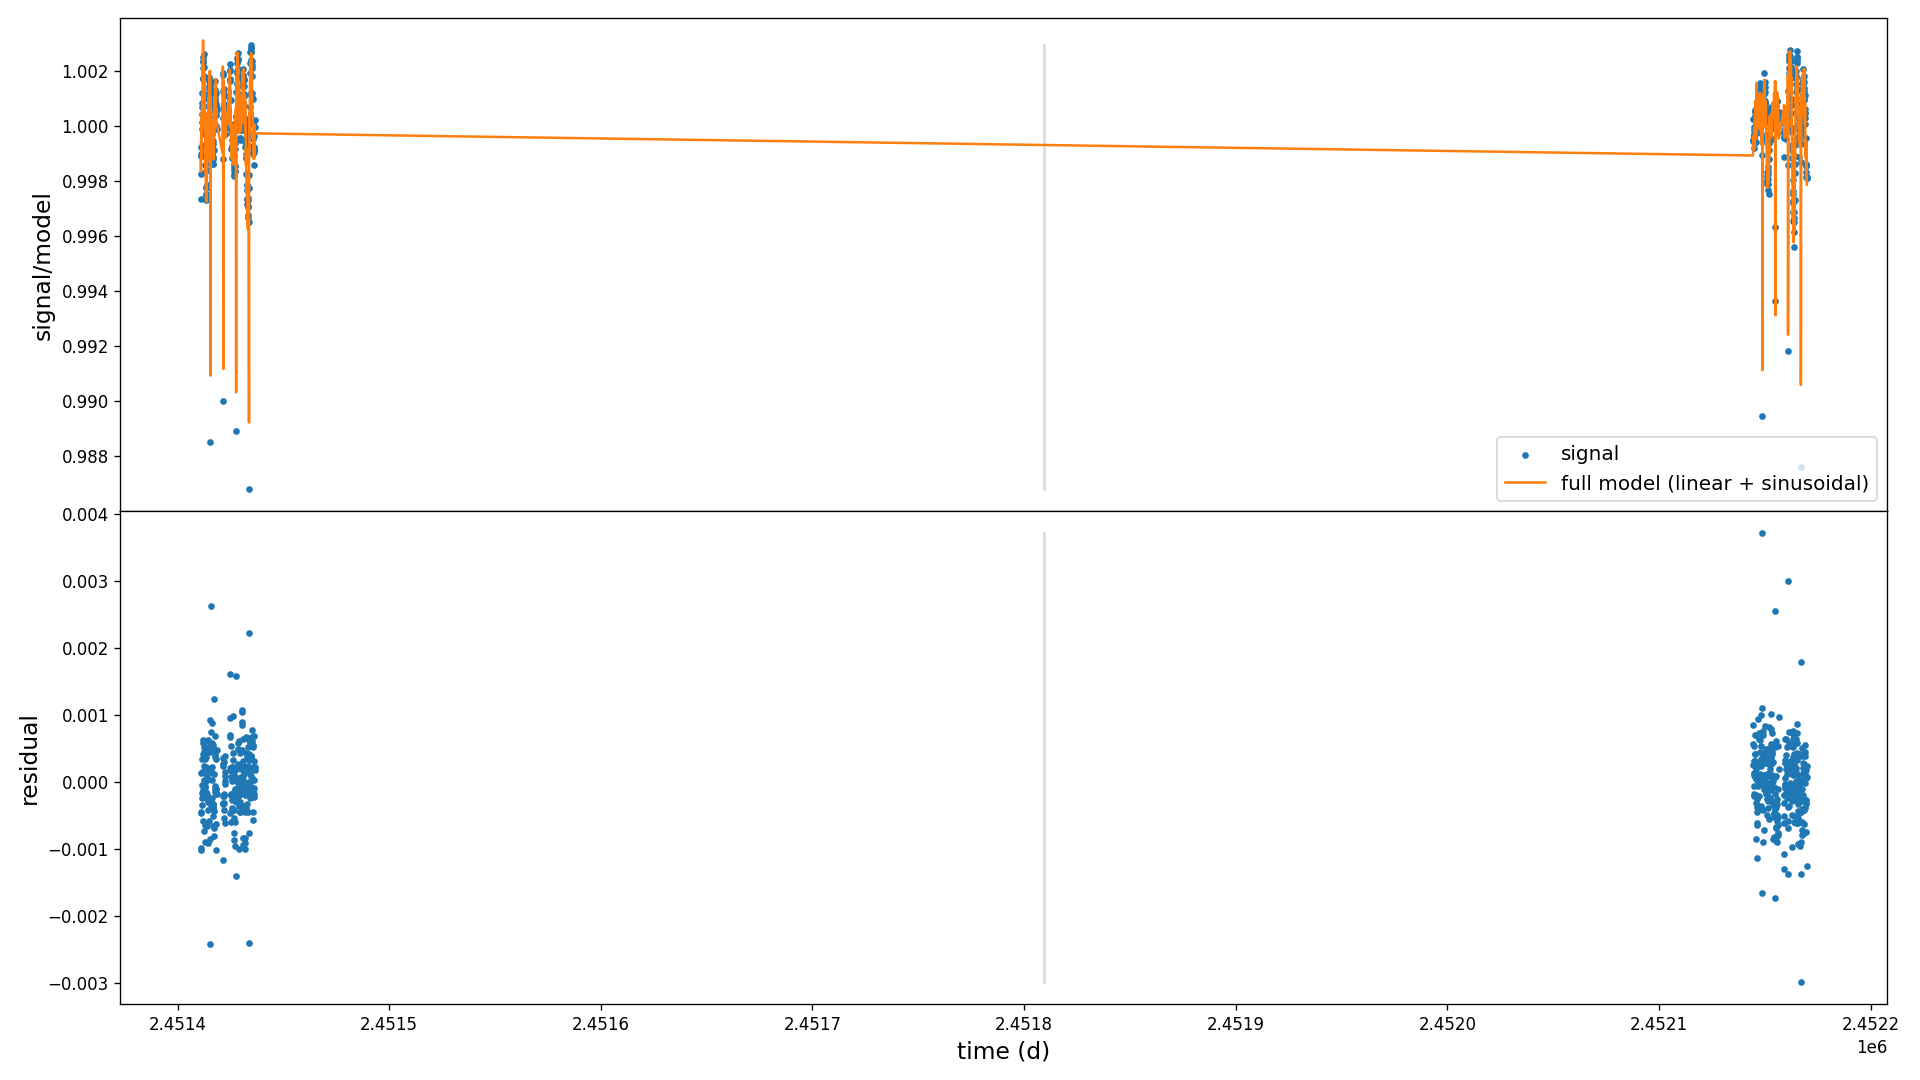 1.002
1.000
0.998
0.996
0.994
0.992
0.990
0.988
signal/model
signal
full model (linear + sinusoidal)
0.004
0.003
0.002
0.001
0.000
−0.001
−0.002
−0.003
residual
2.4514 2.4515 2.4516 2.4517 2.4518 2.4519 2.4520 2.4521 2.4522
1e6
time (d)